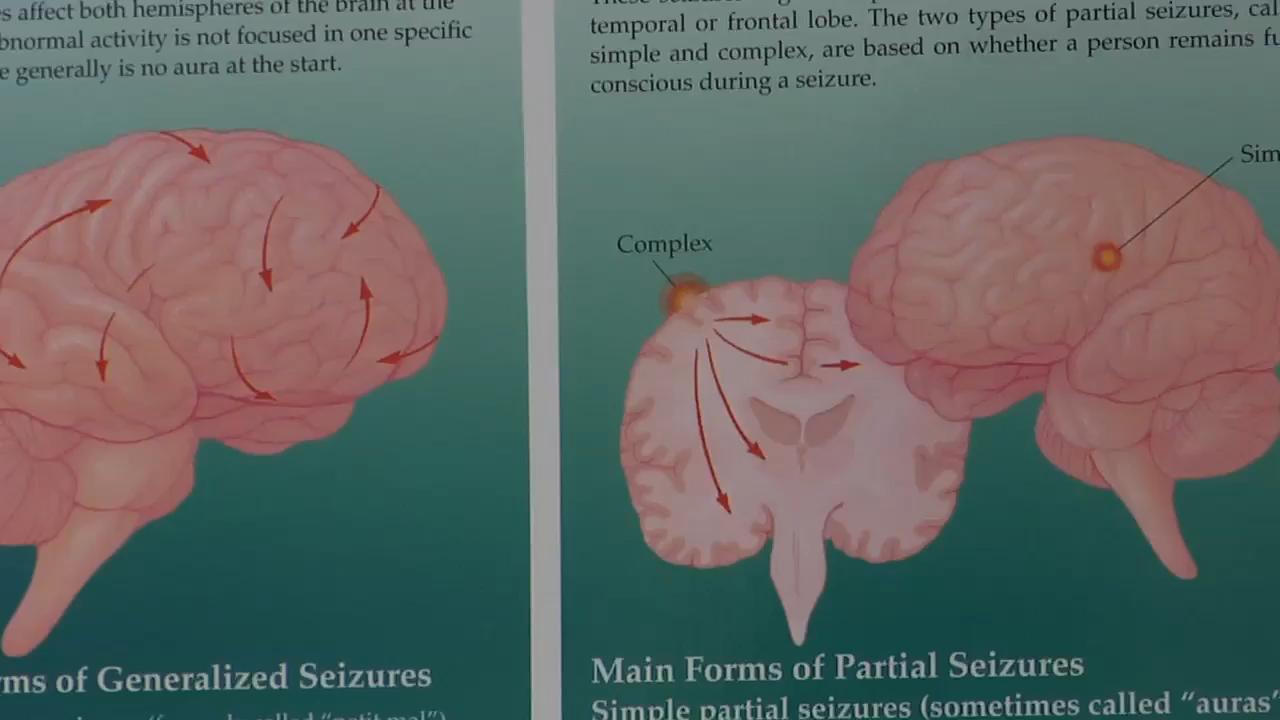 s affect both hemispheres of the brain at the
bnormal activity is not focused in one specific
e generally is no aura at the start.
rms of Generalized Seizures
temporal or frontal lobe. The two types of partial seizures, cal
simple and complex, are based on whether a person remains fu
conscious during a seizure.
Complex
Sim
Main Forms of Partial Seizures
Simple partial seizures (sometimes called “auras”